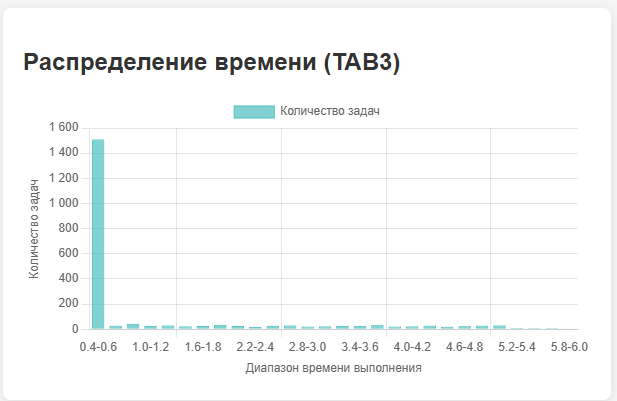 Распределение времени (TAB3)
Количество задач
1 600
1 400
1 200
1 000
800
600
400
200
0
Количество задач
0.4-0.6 1.0-1.2 1.6-1.8 2.2-2.4 2.8-3.0 3.4-3.6 4.0-4.2 4.6-4.8 5.2-5.4 5.8-6.0
Диапазон времени выполнения